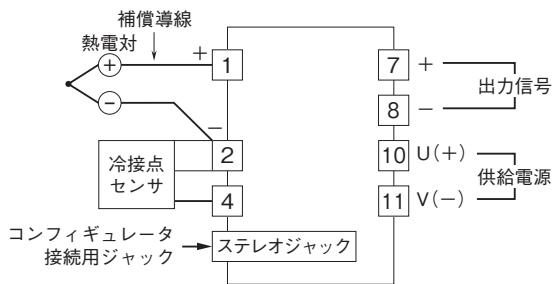 補償導線
熱電対
+
+
1
−
−
2
冷接点
センサ
4
コンフィギュレータ
接続用ジャック
ステレオジャック
7 +
8 −
出力信号
10 U(+)
11 V(−)
供給電源